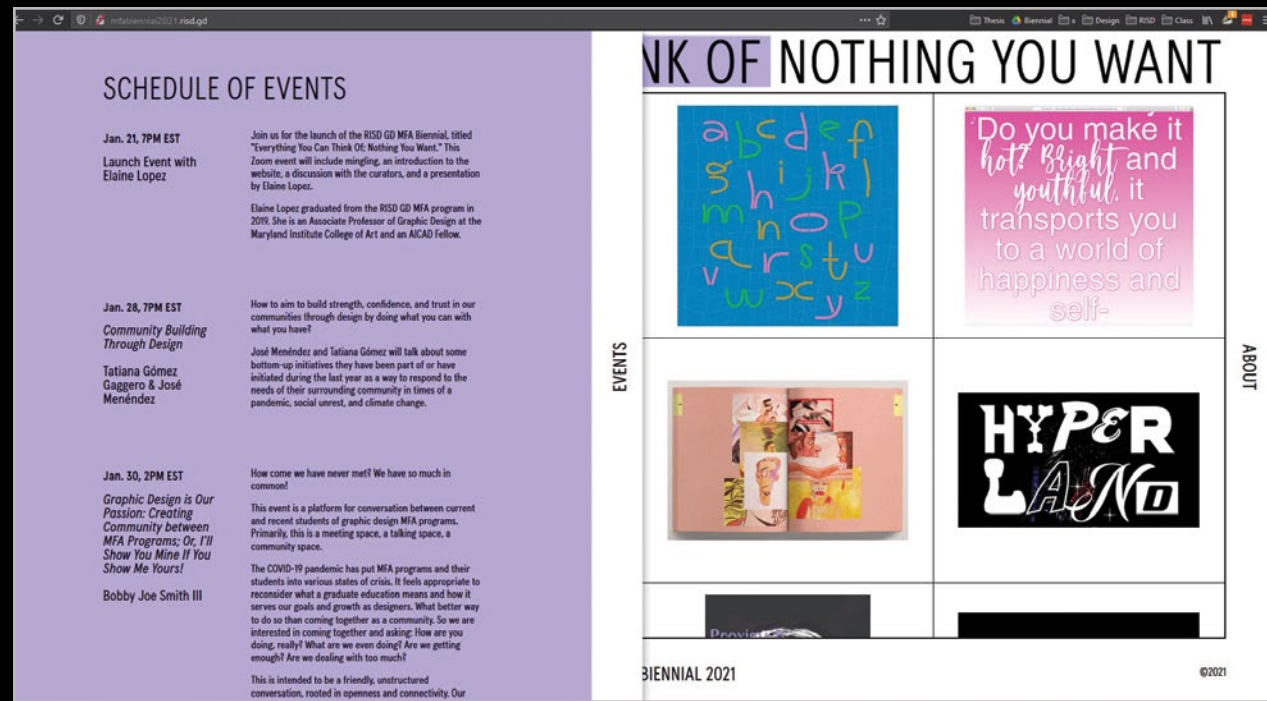 mfabiennial2021.risd.gd
Thesis
Biennial
x
Design
RISD
Class
SCHEDULE OF EVENTS
Jan. 21, 7PM EST
Launch Event with
Elaine Lopez
Join us for the launch of the RISD GD MFA Biennial, titled
"Everything You Can Think Of; Nothing You Want." This
Zoom event will include mingling, an introduction to the
website, a discussion with the curators, and a presentation
by Elaine Lopez.
Elaine Lopez graduated from the RISD GD MFA program in
2019. She is an Associate Professor of Graphic Design at the
Maryland Institute College of Art and an AICAD Fellow.
Jan. 28, 7PM EST
Community Building
Through Design
Tatiana Gómez
Gaggero & José
Menéndez
How to aim to build strength, confidence, and trust in our
communities through design by doing what you can with
what you have?
José Menéndez and Tatiana Gómez will talk about some
bottom-up initiatives they have been part of or have
initiated during the last year as a way to respond to the
needs of their surrounding community in times of a
pandemic, social unrest, and climate change.
Jan. 30, 2PM EST
Graphic Design is Our
Passion: Creating
Community between
MFA Programs; Or, I'll
Show You Mine If You
Show Me Yours!
Bobby Joe Smith III
How come we have never met? We have so much in
common!
This event is a platform for conversation between current
and recent students of graphic design MFA programs.
Primarily, this is a meeting space, a talking space, a
community space.
The COVID-19 pandemic has put MFA programs and their
students into various states of crisis. It feels appropriate to
reconsider what a graduate education means and how it
serves our goals and growth as designers. What better way
to do so than coming together as a community. So we are
interested in coming together and asking: How are you
doing, really? What are we even doing? Are we getting
enough? Are we dealing with too much?
This is intended to be a friendly, unstructured
conversation, rooted in openness and connectivity. Our
EVENTS
NK OF NOTHING YOU WANT
a b c d e f
g h i j k l
m n o p
q r s t u
v w x y z
Do you make it
hot? Bright and
youthful, it
transports you
to a world of
happiness and
self-
HYPER
LAND
ABOUT
BIENNIAL 2021
©2021